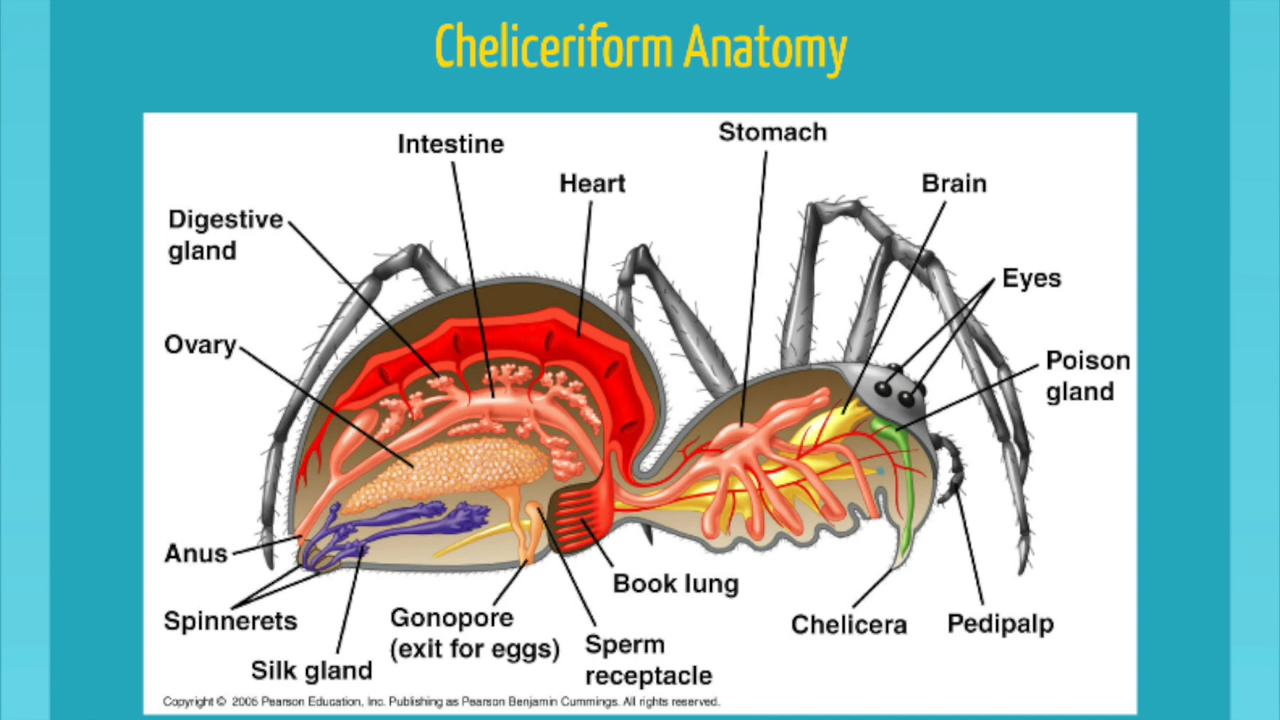 Cheliceriform Anatomy
Stomach
Intestine
Heart
Brain
Digestive
gland
Eyes
Ovary
Poison
gland
Anus
Book lung
Spinnerets
Gonopore
(exit for eggs)
Chelicera
Pedipalp
Sperm
receptacle
Silk gland
Copyright © 2005 Pearson Education, Inc. Publishing as Pearson Benjamin Cummings. All rights reserved.